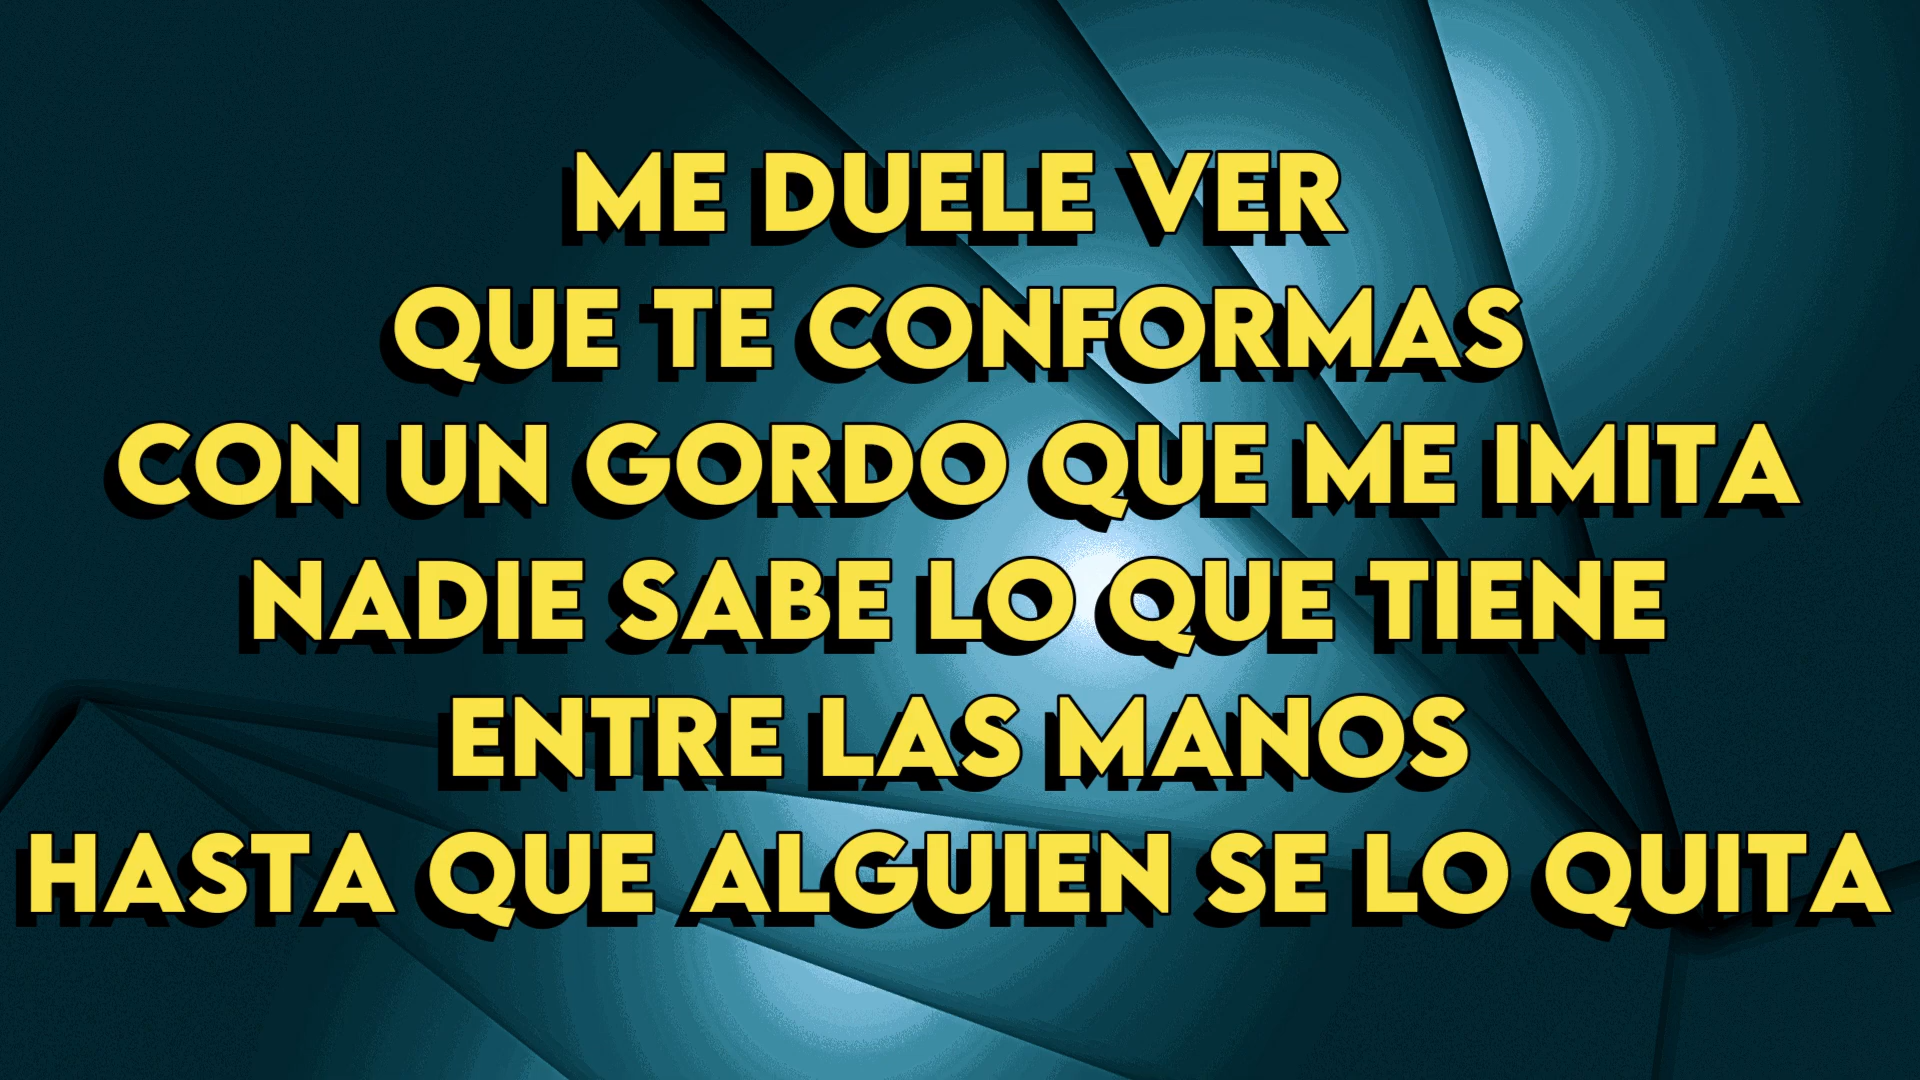 ME DUELE VER
QUE TE CONFORMAS
CON UN GORDO QUE ME IMITA
NADIE SABE LO QUE TIENE
ENTRE LAS MANOS
HASTA QUE ALGUIEN SE LO QUITA